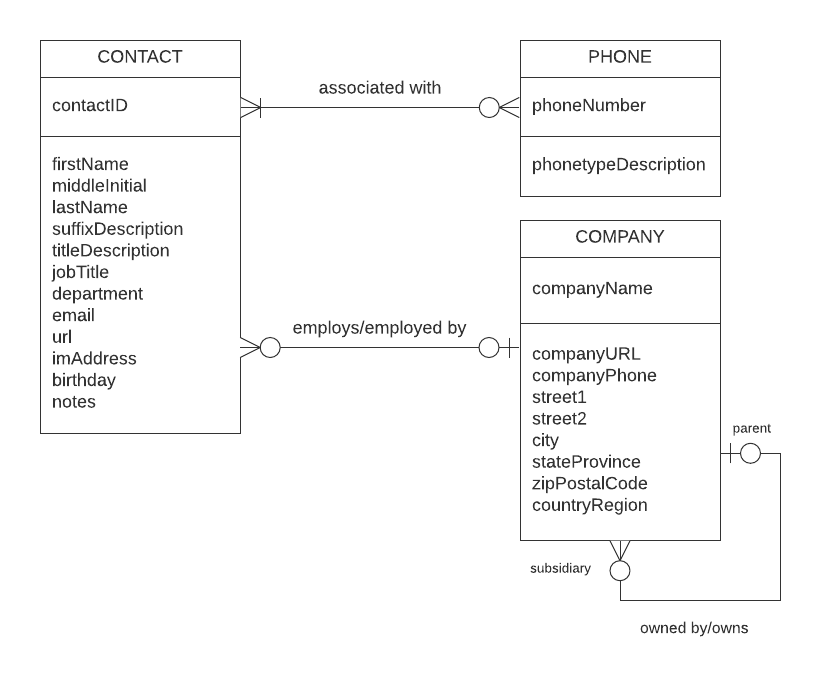 CONTACT
contactID
firstName
middleInitial
lastName
suffixDescription
titleDescription
jobTitle
department
email
url
imAddress
birthday
notes
associated with
PHONE
phoneNumber
phonetypeDescription
employs/employed by
COMPANY
companyName
companyURL
companyPhone
street1
street2
city
stateProvince
zipPostalCode
countryRegion
parent
subsidiary
owned by/owns